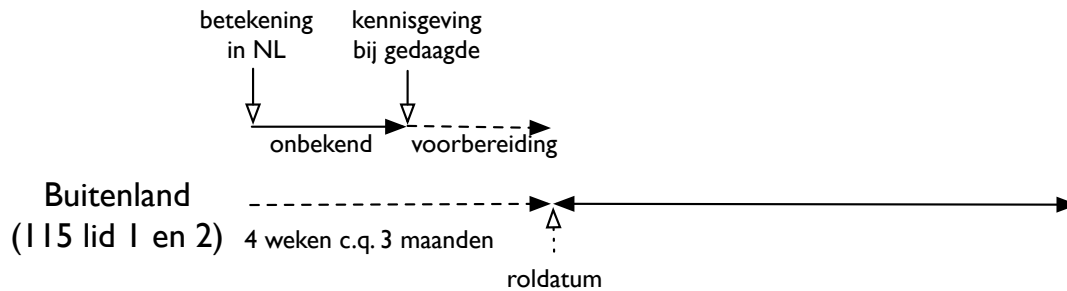 betekening
in NL
kennisgeving
bij gedaagde
onbekend
voorbereiding
Buitenland
(115 lid 1 en 2)
4 weken c.q. 3 maanden
roldatum